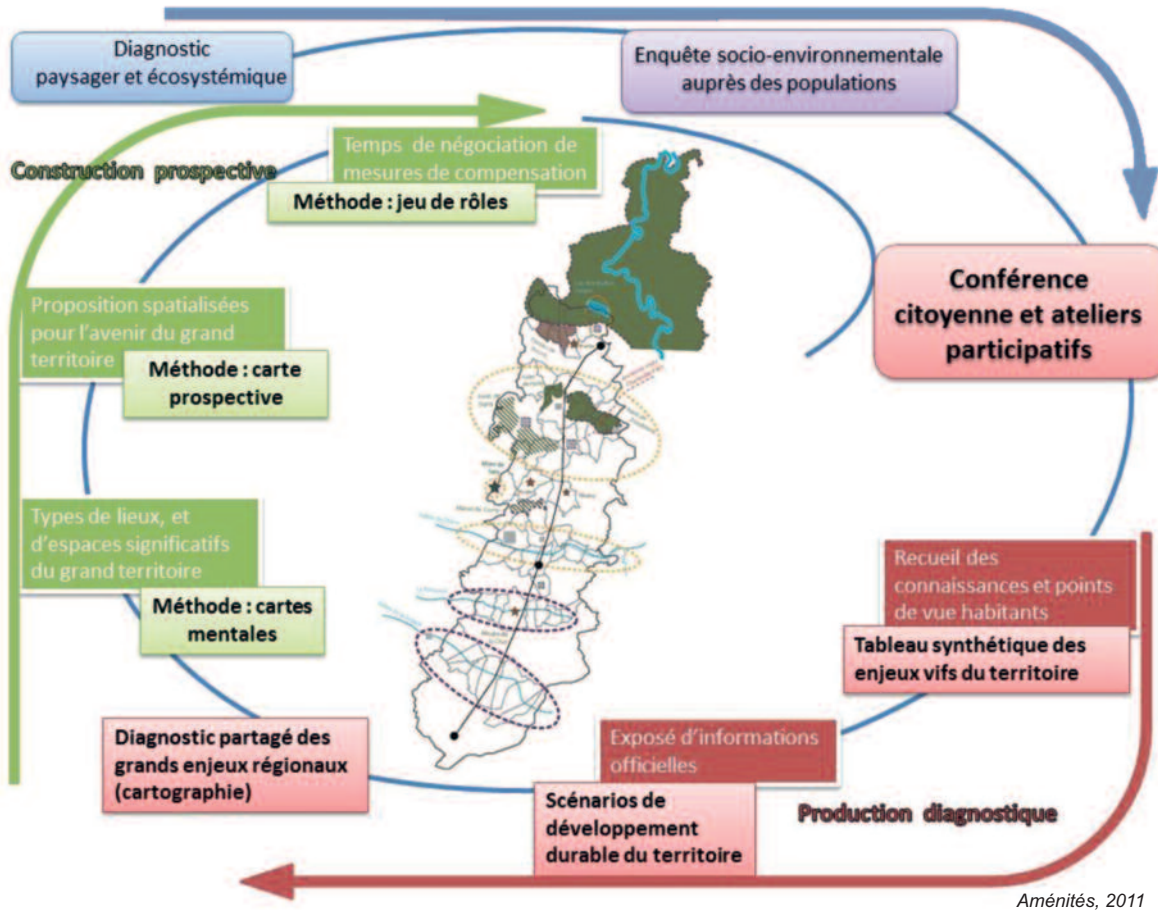 Diagnostic
paysager et écosystémique
Enquête socio-environnementale
auprès des populations
Construction prospective
Temps de négociation de
mesures de compensation
Méthode : jeu de rôles
Conférence
citoyenne et ateliers
participatifs
Proposition spatialisées
pour l'avenir du grand
territoire
Méthode : carte
prospective
Types de lieux, et
d'espaces significatifs
du grand territoire
Méthode : cartes
mentales
Recueil des
connaissances et points
de vue habitants
Tableau synthétique des
enjeux vifs du territoire
Diagnostic partagé des
grands enjeux régionaux
(cartographie)
Exposé d'informations
officielles
Scénarios de
développement
durable du territoire
Production diagnostique
Aménités, 2011